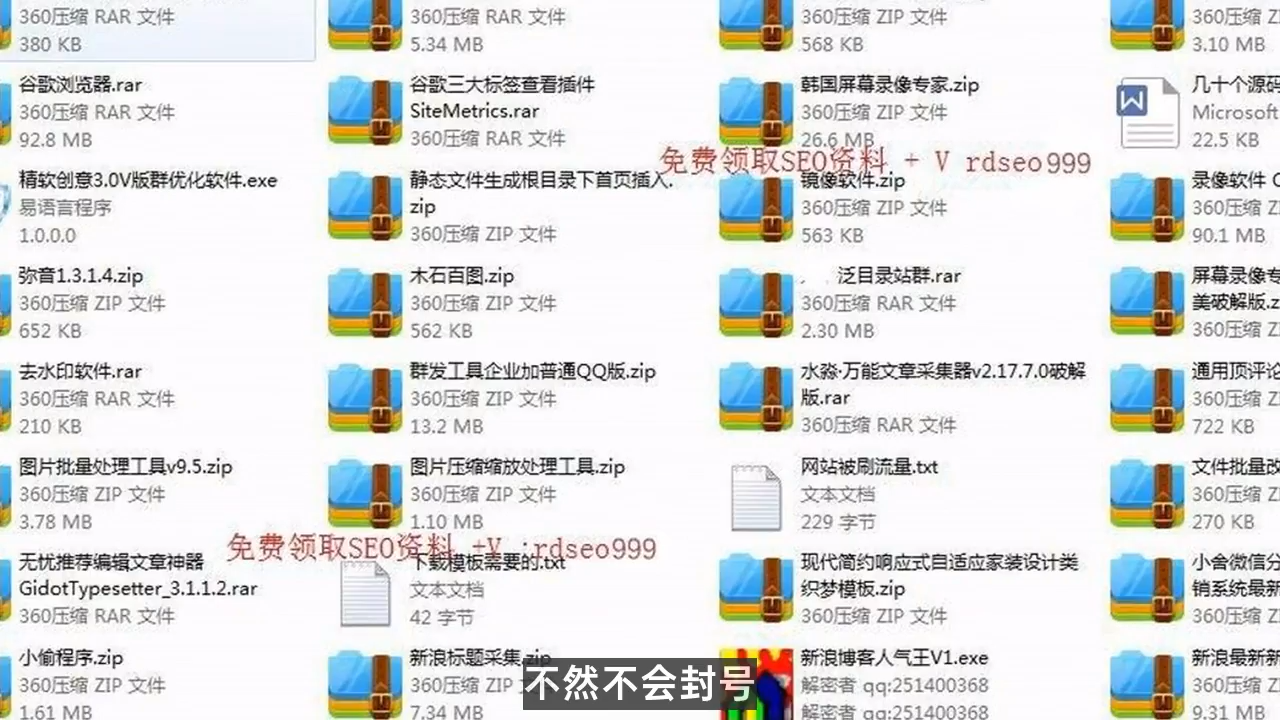 360压缩 RAR 文件
380 KB
360压缩 RAR 文件
5.34 MB
360压缩 ZIP 文件
568 KB
360压缩 Z
3.10 MB
谷歌浏览器.rar
360压缩 RAR 文件
92.8 MB
谷歌三大标签查看插件
SiteMetrics.rar
360压缩 RAR 文件
韩国屏幕录像专家.zip
360压缩 ZIP 文件
26.6 MB
几十个源码
Microsoft
22.5 KB
免费领取SEO资料 + V rdseo999
精软创意3.0V版群优化软件.exe
易语言程序
1.0.0.0
静态文件生成根目录下首页插入.
zip
360压缩 ZIP 文件
镜像软件.zip
360压缩 ZIP 文件
563 KB
录像软件 C
360压缩 Z
90.1 MB
弥音1.3.1.4.zip
360压缩 ZIP 文件
652 KB
木石百图.zip
360压缩 ZIP 文件
562 KB
泛目录站群.rar
360压缩 RAR 文件
2.30 MB
屏幕录像专
美破解版.z
360压缩 Z
去水印软件.rar
360压缩 RAR 文件
210 KB
群发工具企业加普通QQ版.zip
360压缩 ZIP 文件
13.2 MB
水淼·万能文章采集器v2.17.7.0破解
版.rar
360压缩 RAR 文件
通用顶评论
360压缩 Z
722 KB
图片批量处理工具v9.5.zip
360压缩 ZIP 文件
3.78 MB
图片压缩缩放处理工具.zip
360压缩 ZIP 文件
1.10 MB
网站被刷流量.txt
文本文档
229 字节
文件批量改
360压缩 Z
270 KB
免费领取SEO资料 +V :rdseo999
无忧推荐编辑文章神器
GidotTypesetter_3.1.1.2.rar
360压缩 RAR 文件
下载模板需要的.txt
文本文档
42 字节
现代简约响应式自适应家装设计类
织梦模板.zip
360压缩 ZIP 文件
小舍微信分
销系统最新
360压缩 Z
小偷程序.zip
360压缩 ZIP 文件
1.61 MB
新浪标题采集.zip
360压缩 ZIP
7.34 MB
新浪博客人气王V1.exe
解密者 qq:251400368
解密者 qq:251400368
新浪最新新
360压缩 Z
9.31 MB
不然不会封号